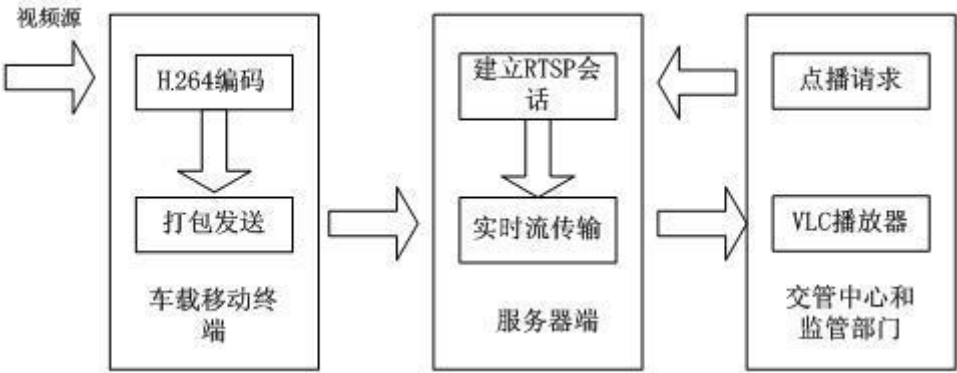 视频源
H.264编码
打包发送
车载移动终
端
建立RTSP会
话
实时流传输
服务器端
点播请求
VLC播放器
交管中心和
监管部门